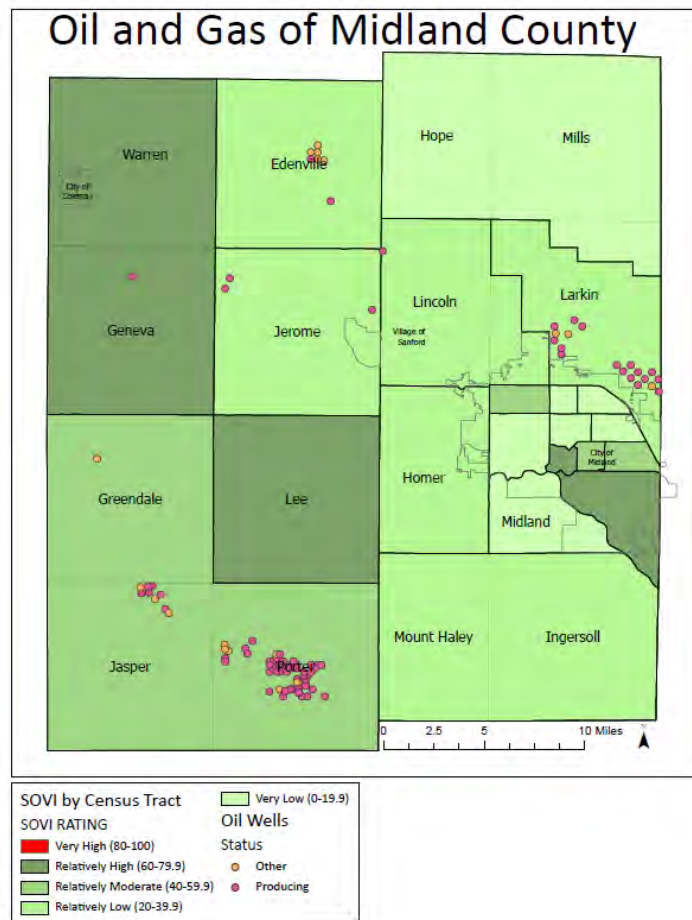 Oil and Gas of Midland County
Hope
Mills
Warren
Edenville
City of
Lincoln
Larkin
Geneva
Jerome
Village of
Sanford
Greendale
Lee
Homer
City of
Midland
Midland
Jasper
Porter
Mount Haley
Ingersoll
0 2.5 5 10 Miles
SOVI by Census Tract
SOVI RATING
Very High (80-100)
Relatively High (60-79.9)
Relatively Moderate (40-59.9)
Relatively Low (20-39.9)
Very Low (0-19.9)
Oil Wells
Status
Other
Producing